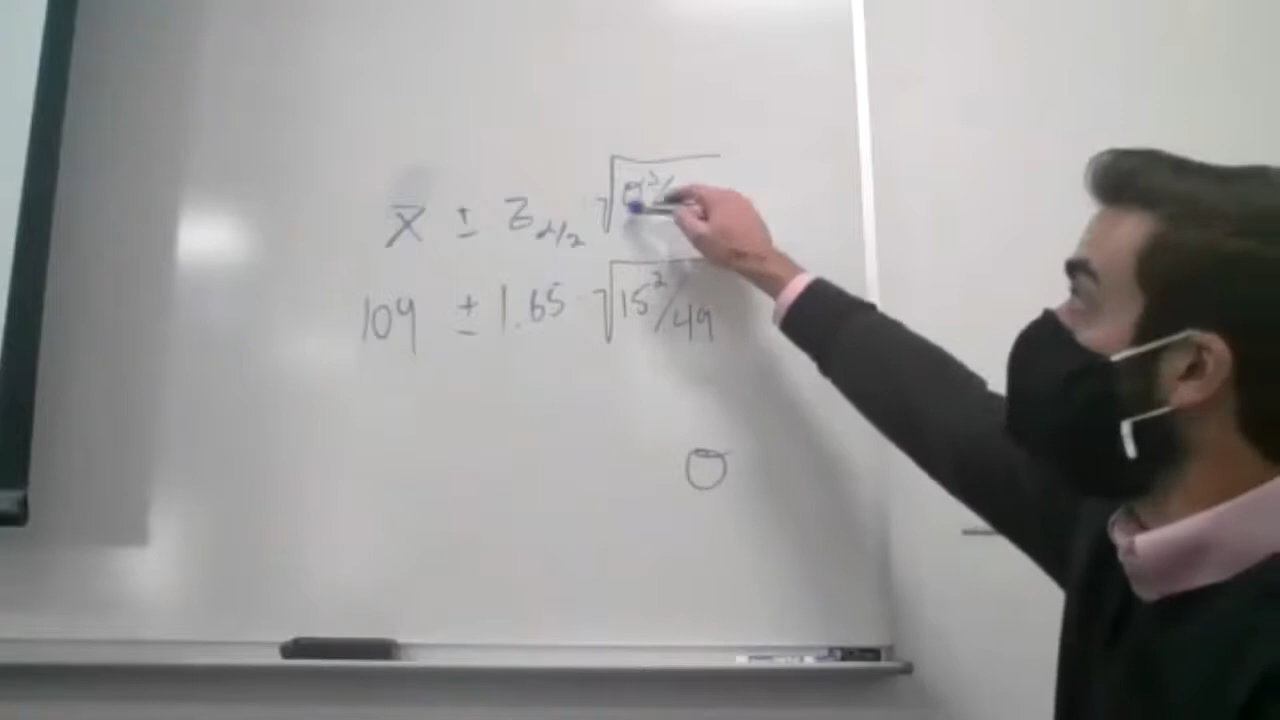 x̄ ± z α/2 √σ²/
109 ± 1.65 √15²/49
σ